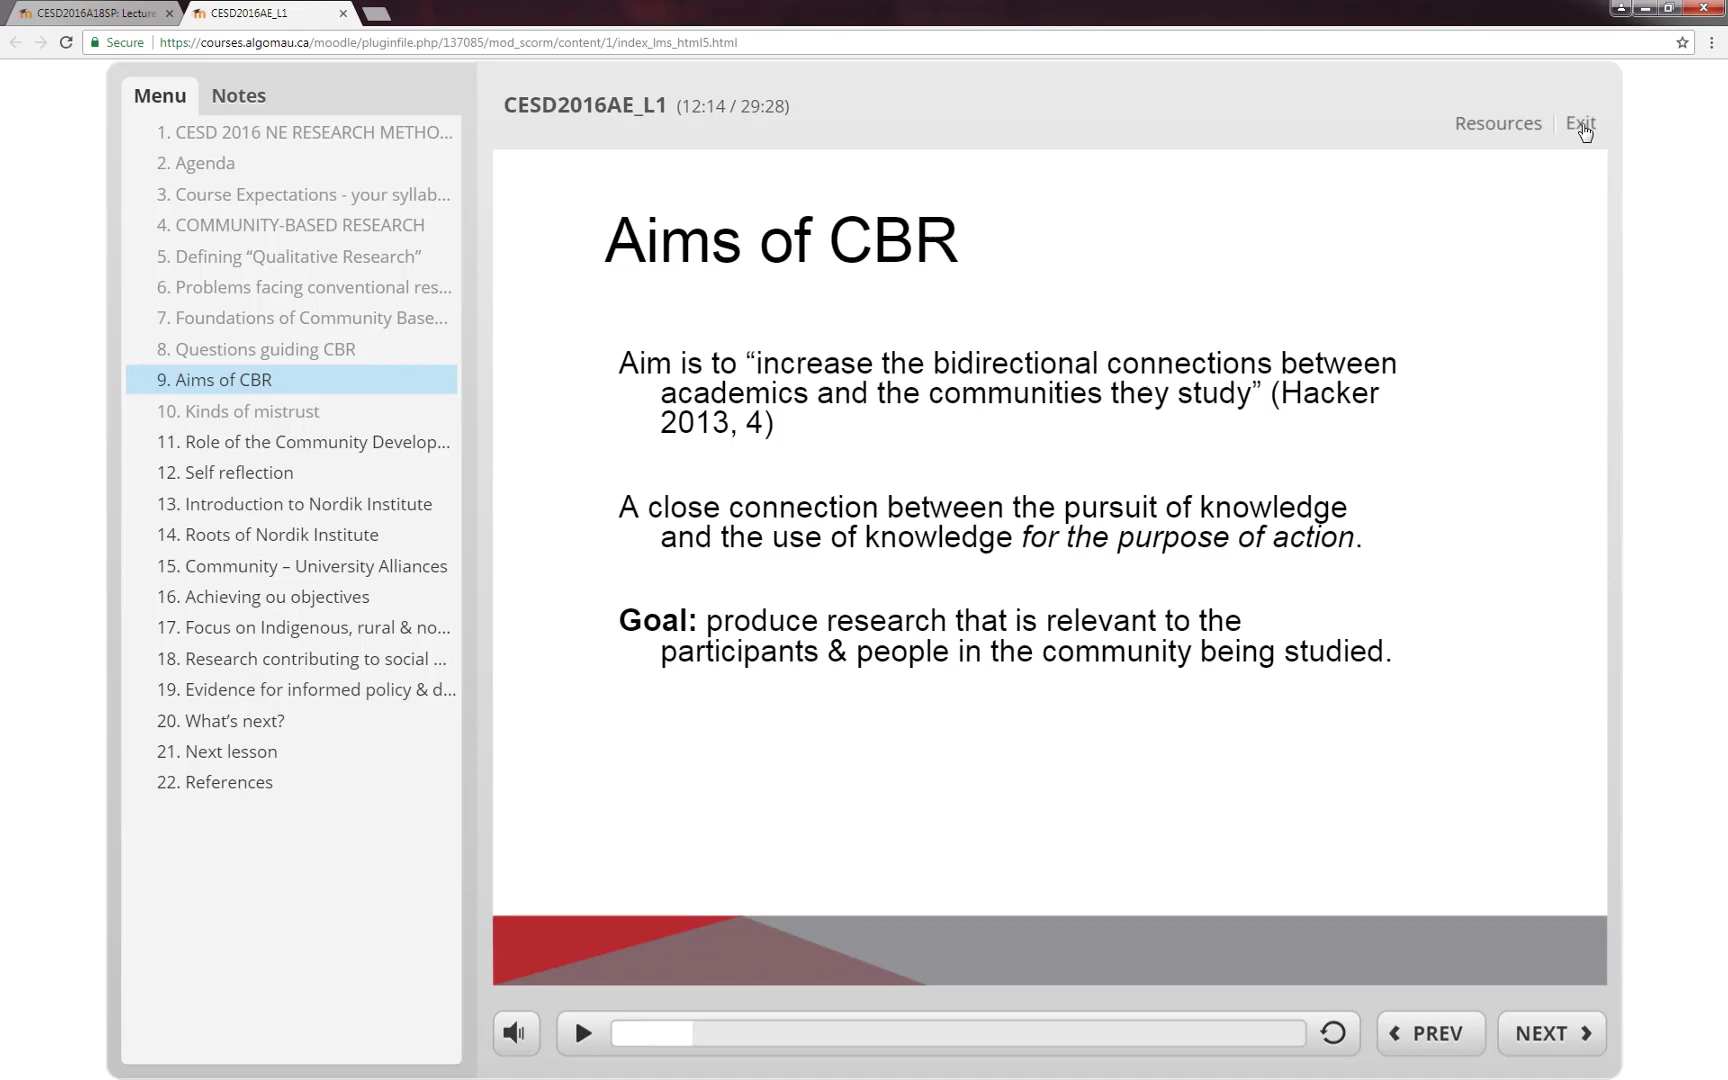 CESD2016A18SP: Lecture
CESD2016AE_L1
Secure
https://courses.algomau.ca/moodle/pluginfile.php/137085/mod_scorm/content/1/index_lms_html5.html
Menu
Notes
1. CESD 2016 NE RESEARCH METHO...
2. Agenda
3. Course Expectations - your syllab...
4. COMMUNITY-BASED RESEARCH
5. Defining “Qualitative Research”
6. Problems facing conventional res...
7. Foundations of Community Base...
8. Questions guiding CBR
9. Aims of CBR
10. Kinds of mistrust
11. Role of the Community Develop...
12. Self reflection
13. Introduction to Nordik Institute
14. Roots of Nordik Institute
15. Community – University Alliances
16. Achieving ou objectives
17. Focus on Indigenous, rural & no...
18. Research contributing to social ...
19. Evidence for informed policy & d...
20. What’s next?
21. Next lesson
22. References
CESD2016AE_L1 (12:14 / 29:28)
Resources
Exit
Aims of CBR
Aim is to “increase the bidirectional connections between
academics and the communities they study” (Hacker
2013, 4)
A close connection between the pursuit of knowledge
and the use of knowledge for the purpose of action.
Goal: produce research that is relevant to the
participants & people in the community being studied.
PREV
NEXT